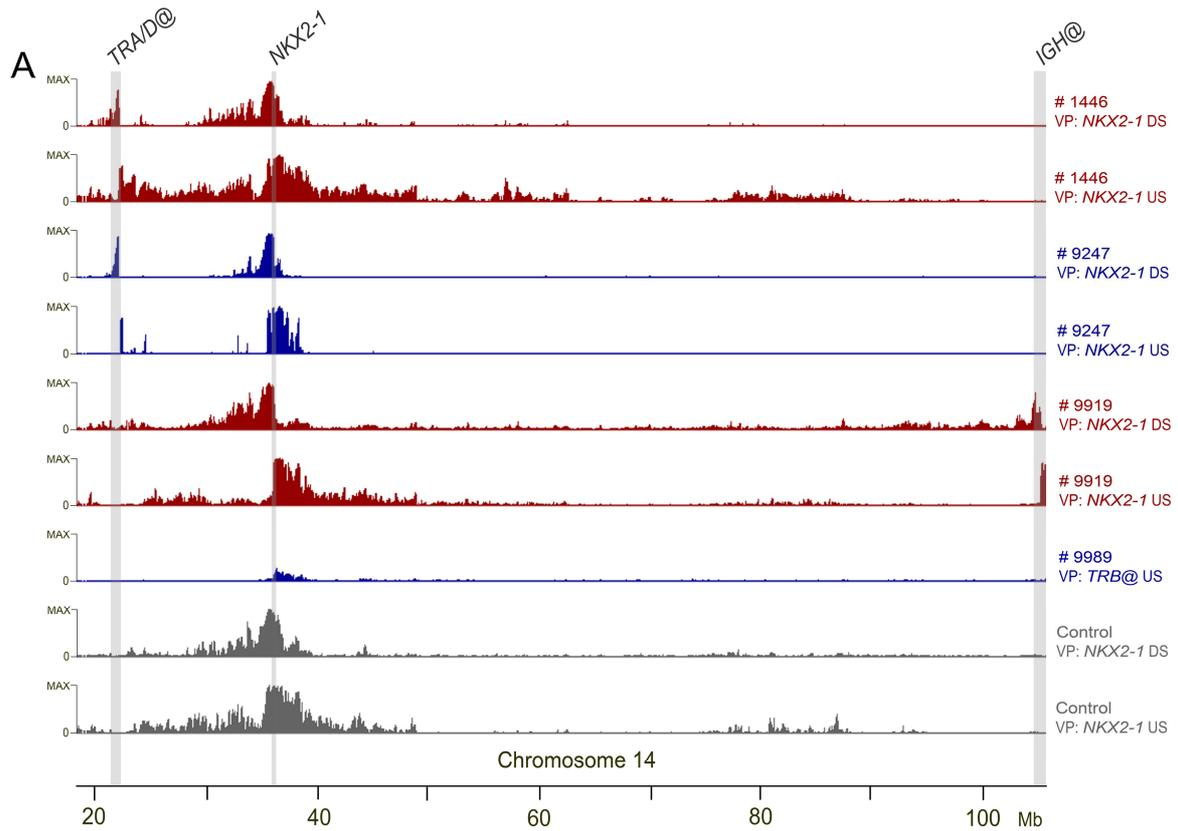 A
TRA/D@
NKX2-1
IGH@
MAX
0
# 1446
VP: NKX2-1 DS
MAX
0
# 1446
VP: NKX2-1 US
MAX
0
# 9247
VP: NKX2-1 DS
MAX
0
# 9247
VP: NKX2-1 US
MAX
0
# 9919
VP: NKX2-1 DS
MAX
0
# 9919
VP: NKX2-1 US
MAX
0
# 9989
VP: TRB@ US
MAX
0
Control
VP: NKX2-1 DS
MAX
0
Control
VP: NKX2-1 US
Chromosome 14
20 40 60 80 100 Mb